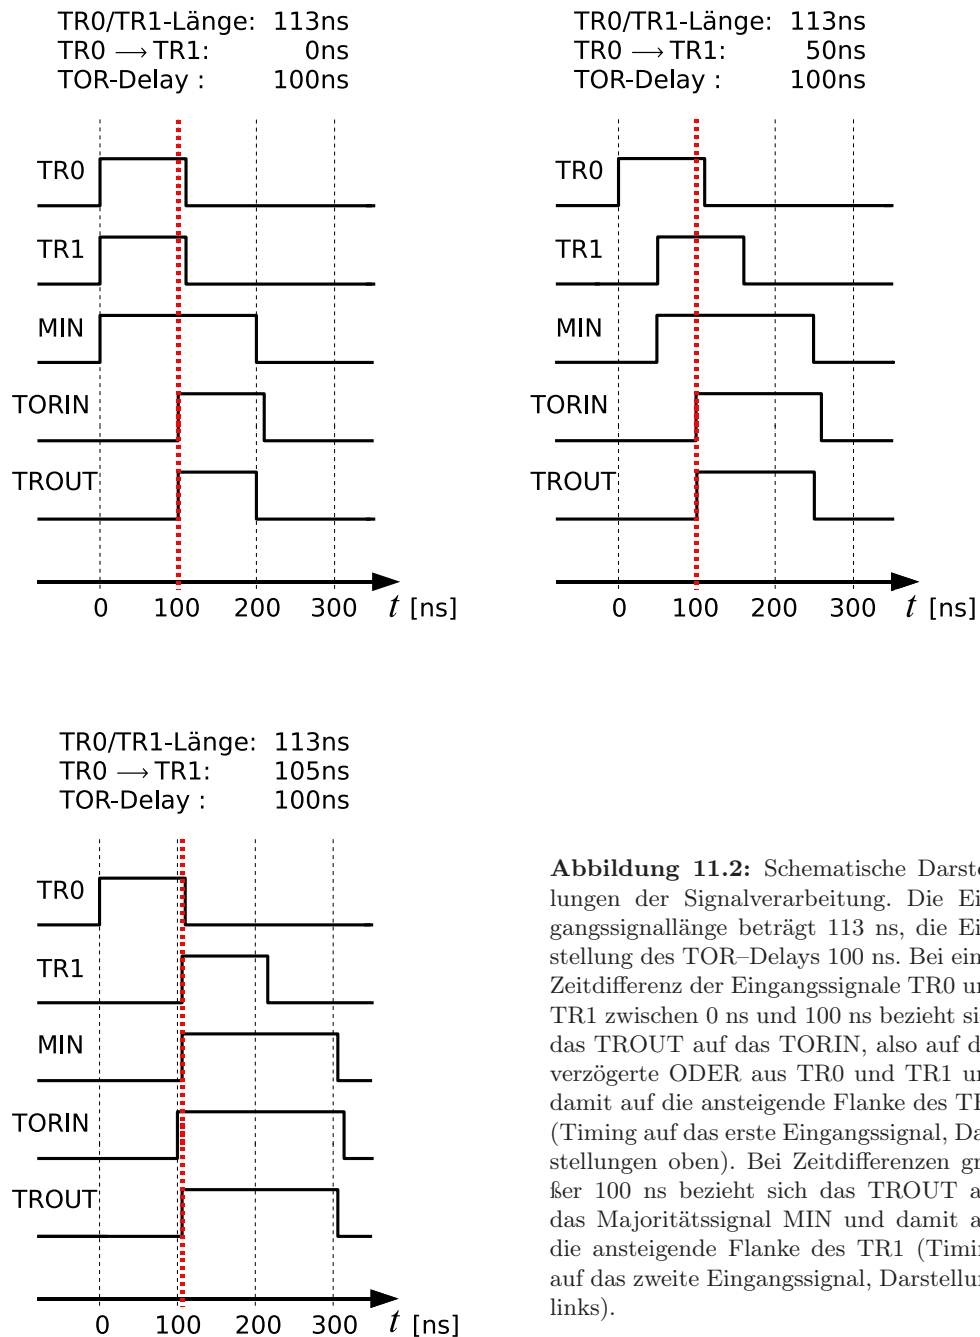 TR0/TR1-Länge: 113ns
TR0 → TR1: 0ns
TOR-Delay : 100ns
TR0
TR1
MIN
TORIN
TROUT
0 100 200 300 t [ns]
TR0/TR1-Länge: 113ns
TR0 → TR1: 50ns
TOR-Delay : 100ns
TR0
TR1
MIN
TORIN
TROUT
0 100 200 300 t [ns]
TR0/TR1-Länge: 113ns
TR0 → TR1: 105ns
TOR-Delay : 100ns
TR0
TR1
MIN
TORIN
TROUT
0 100 200 300 t [ns]
Abbildung 11.2: Schematische
lungen der Signalverarbeitung. Die
gangssignallänge beträgt 113 ns, die
stellung des TOR–Delays 100 ns. Bei
Zeitdifferenz der Eingangssignale TR0
TR1 zwischen 0 ns und 100 ns bezieht
das TROUT auf das TORIN, also auf
verzögerte ODER aus TR0 und TR1
damit auf die ansteigende Flanke des
(Timing auf das erste Eingangssignal,
stellungen oben). Bei Zeitdifferenzen
ßer 100 ns bezieht sich das TROUT
das Majoritätssignal MIN und damit
die ansteigende Flanke des TR1
auf das zweite Eingangssignal,
links).